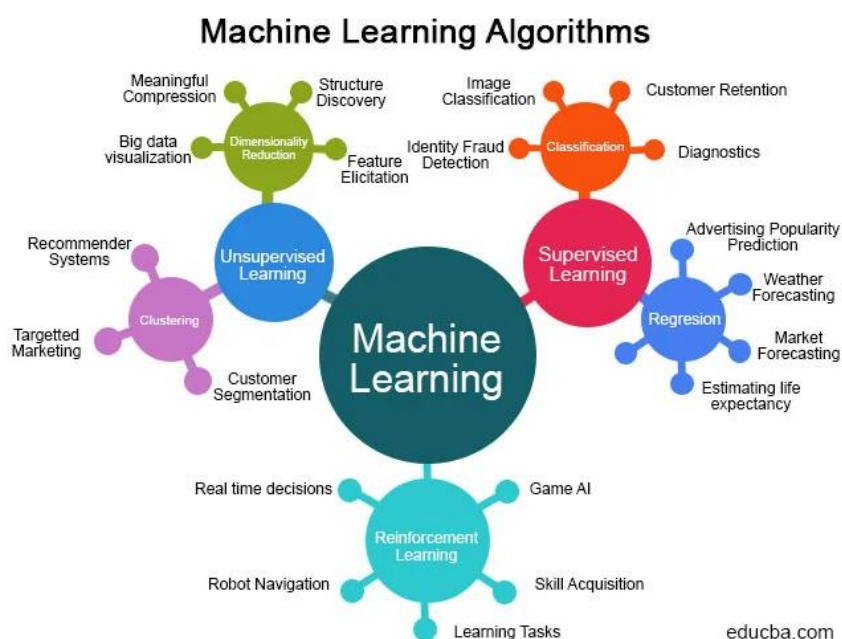 Machine Learning Algorithms
Meaningful
Compression
Structure
Discovery
Big data
visualization
Dimensionality
Reduction
Feature
Elicitation
Image
Classification
Customer Retention
Identity Fraud
Detection
Classification
Diagnostics
Recommender
Systems
Unsupervised
Learning
Clustering
Targetted
Marketing
Customer
Segmentation
Machine
Learning
Supervised
Learning
Advertising Popularity
Prediction
Weather
Forecasting
Regresion
Market
Forecasting
Estimating life
expectancy
Real time decisions
Game AI
Reinforcement
Learning
Robot Navigation
Skill Acquisition
Learning Tasks
educba.com